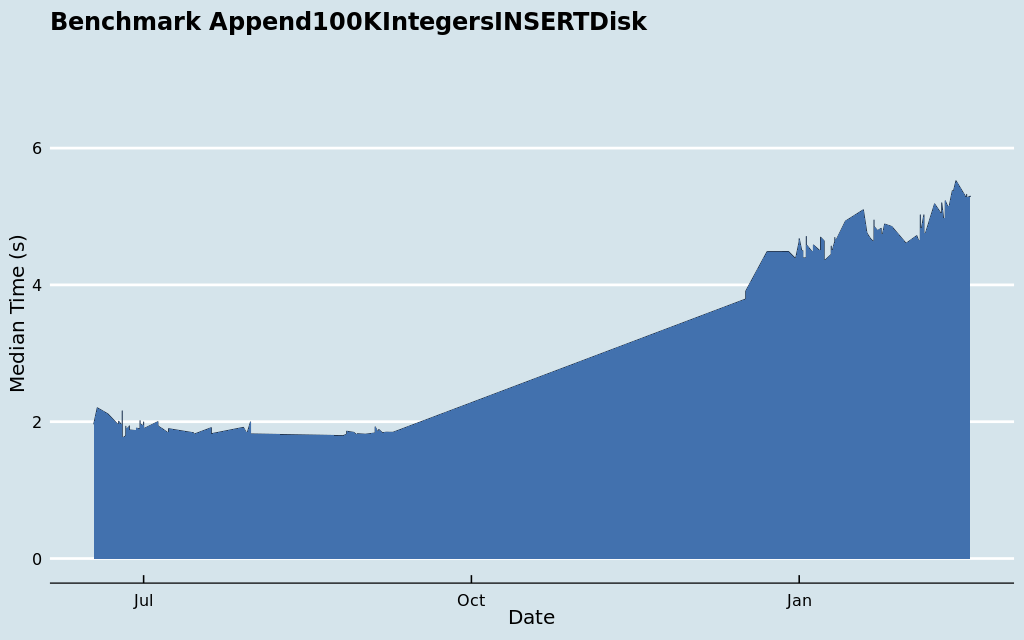 Benchmark Append100KIntegersINSERTDisk
Median Time (s)
6
4
2
0
Jul
Oct
Jan
Date